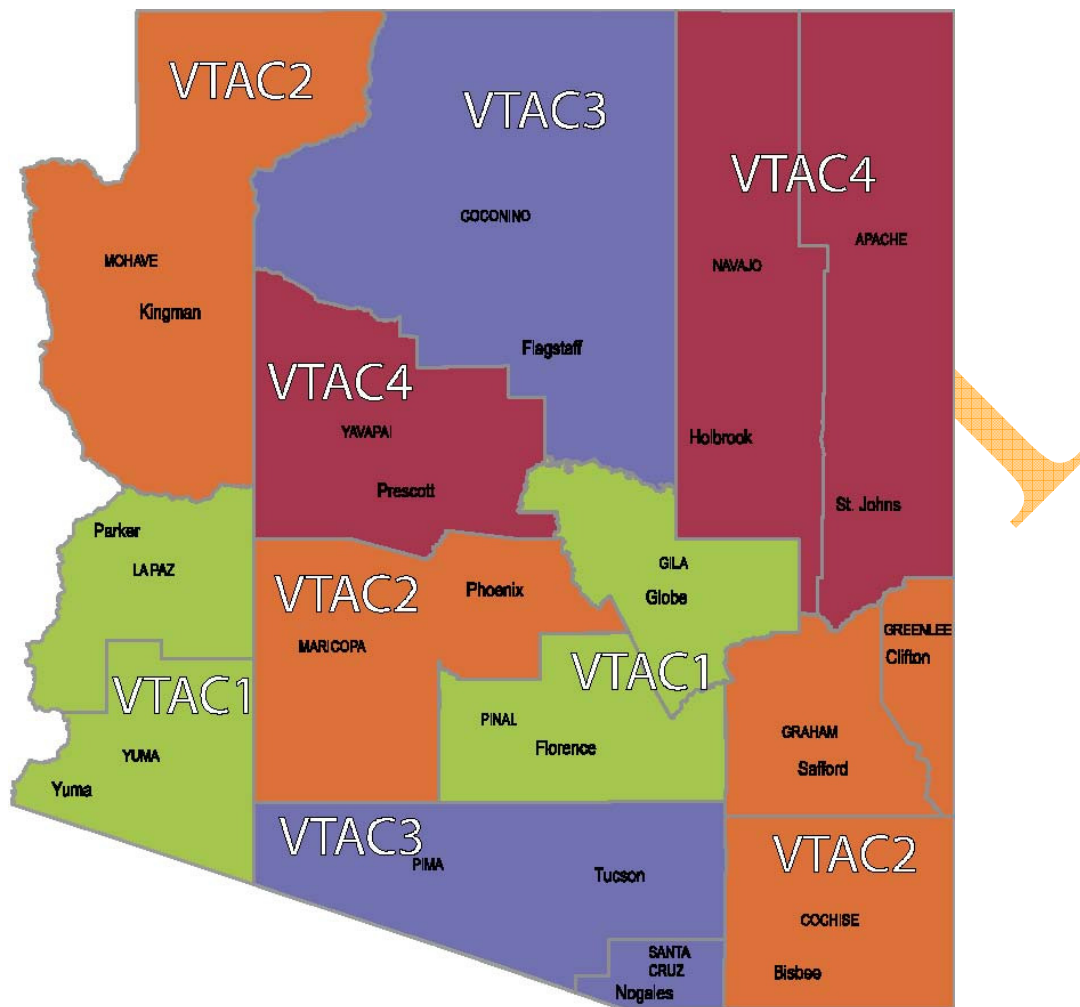 VTAC2
VTAC3
VTAC4
COCONINO
APACHE
MOHAVE
NAVAJO
Kingman
Flagstaff
VTAC4
YAVAPAI
Holbrook
Prescott
St. Johns
Parker
LA PAZ
GILA
VTAC2
Phoenix
Globe
MARICOPA
GREENLEE
Clifton
VTAC1
VTAC1
PINAL
GRAHAM
Florence
YUMA
Safford
Yuma
VTAC3
VTAC2
PIMA
Tucson
COCHISE
SANTA
CRUZ
Bisbee
Nogales